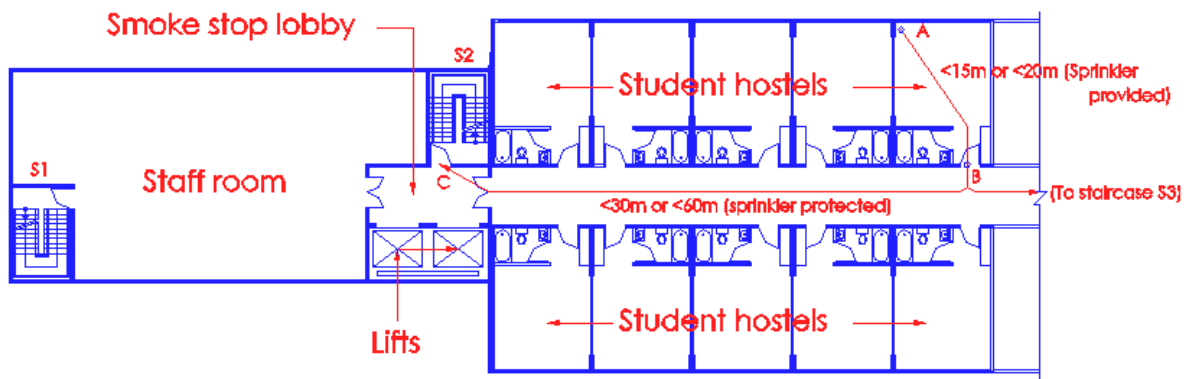 Smoke stop lobby
S2
A
<15m or <20m (Sprinkler
provided)
Student hostels
S1
Staff room
C
B
(To staircase S3)
<30m or <60m (sprinkler protected)
Lifts
Student hostels